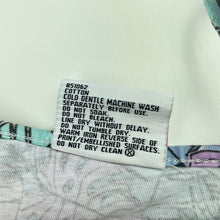 051062
COTTON
COLD GENTLE MACHINE WASH
SEPARATELY BEFORE USE.
DO NOT SOAK.
DO NOT BLEACH.
LINE DRY WITHOUT DELAY.
DO NOT TUMBLE DRY.
WARM IRON REVERSE SIDE OF
PRINT/EMBELLISHED SURFACES.
DO NOT DRY CLEAN